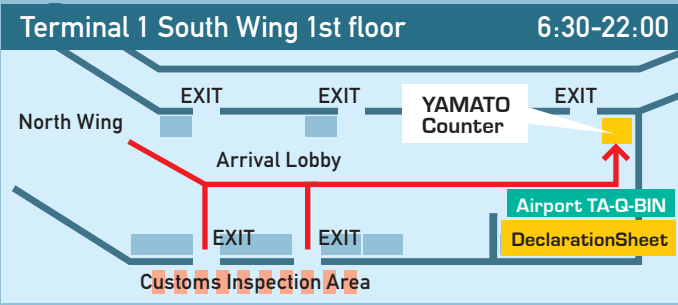 Terminal 1 South Wing 1st floor 6:30-22:00
EXIT EXIT EXIT
YAMATO
Counter
North Wing
Arrival Lobby
Airport TA-Q-BIN
EXIT EXIT
DeclarationSheet
Customs Inspection Area